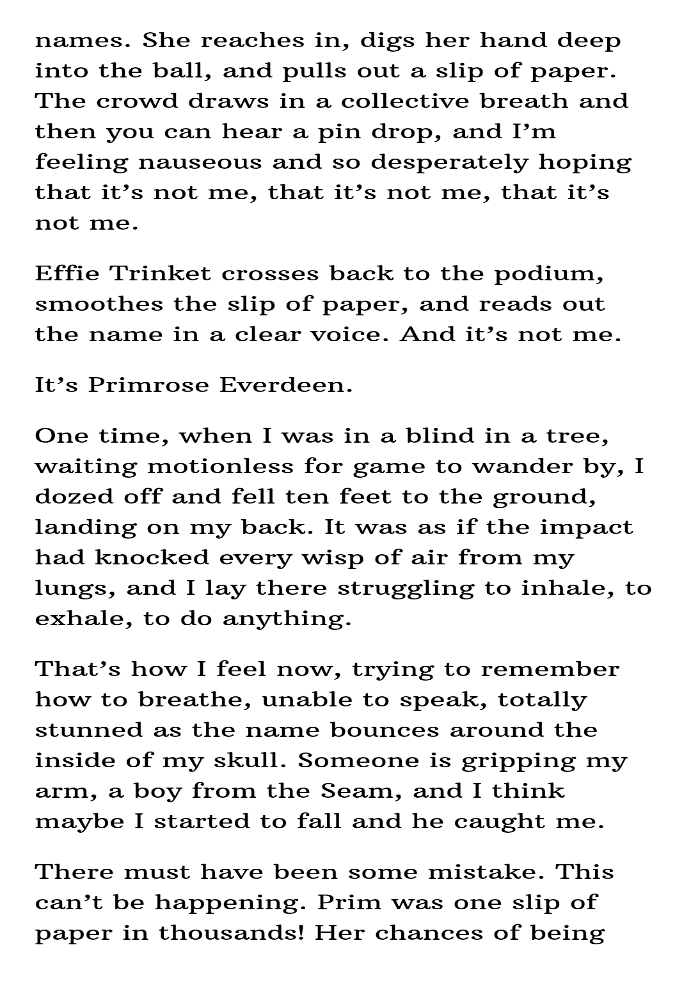 names. She reaches in, digs her hand deep
into the ball, and pulls out a slip of paper.
The crowd draws in a collective breath and
then you can hear a pin drop, and I’m
feeling nauseous and so desperately hoping
that it’s not me, that it’s not me, that it’s
not me.
Effie Trinket crosses back to the podium,
smoothes the slip of paper, and reads out
the name in a clear voice. And it’s not me.
It’s Primrose Everdeen.
One time, when I was in a blind in a tree,
waiting motionless for game to wander by, I
dozed off and fell ten feet to the ground,
landing on my back. It was as if the impact
had knocked every wisp of air from my
lungs, and I lay there struggling to inhale, to
exhale, to do anything.
That’s how I feel now, trying to remember
how to breathe, unable to speak, totally
stunned as the name bounces around the
inside of my skull. Someone is gripping my
arm, a boy from the Seam, and I think
maybe I started to fall and he caught me.
There must have been some mistake. This
can’t be happening. Prim was one slip of
paper in thousands! Her chances of being